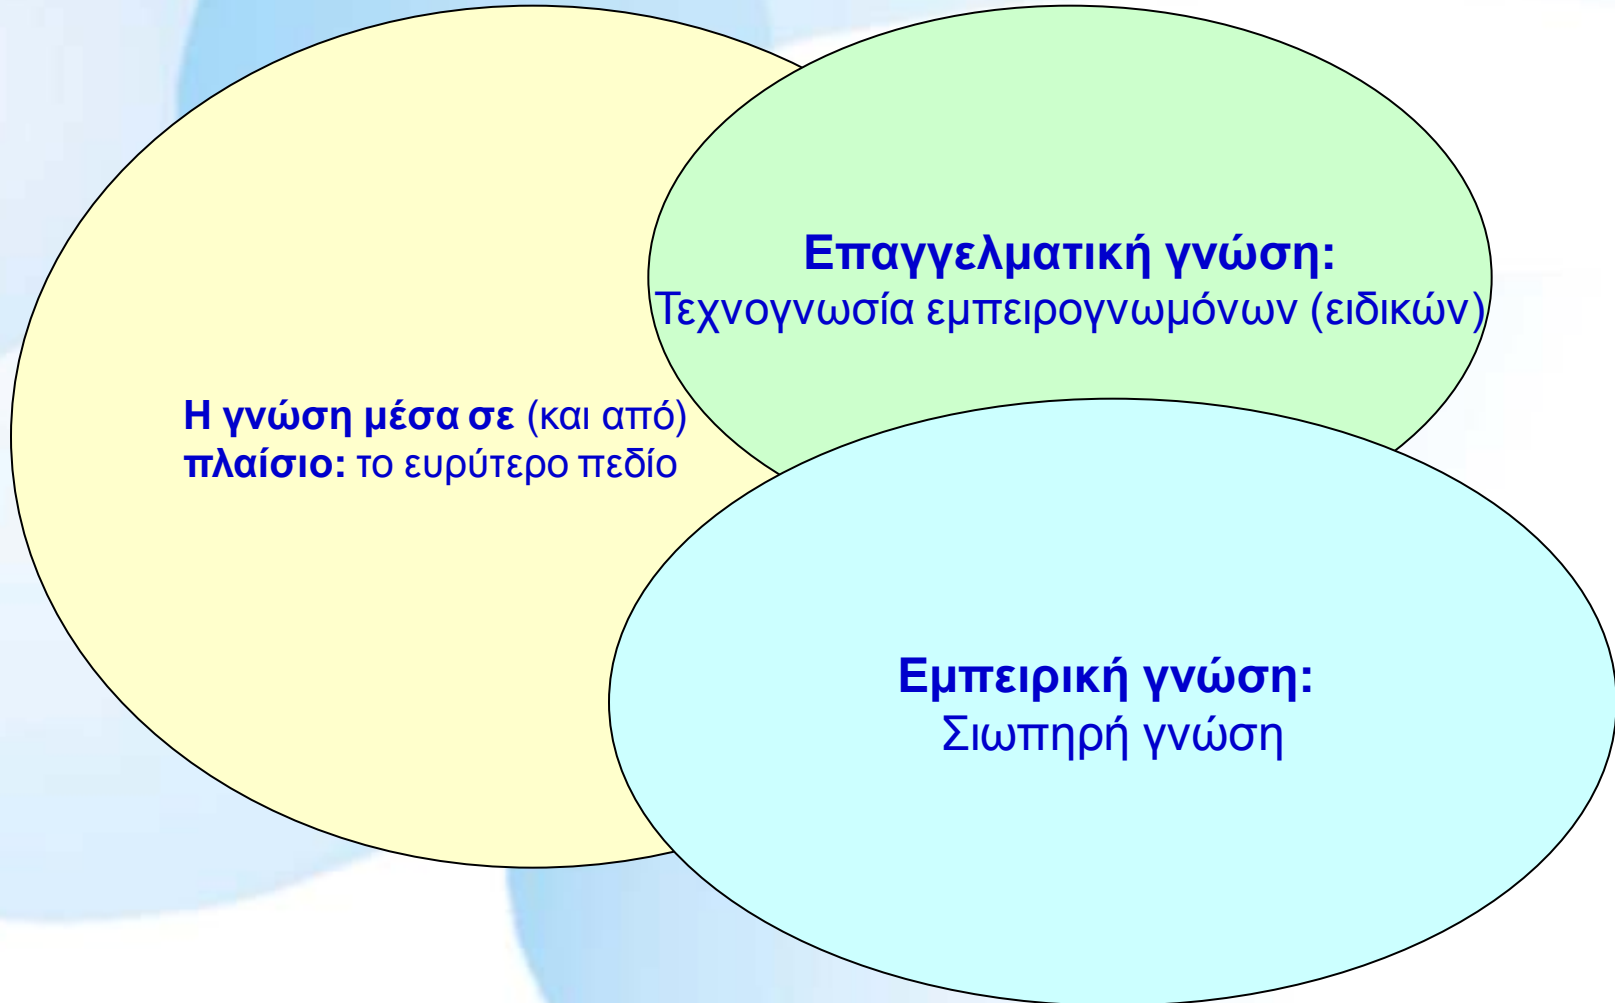 Επαγγελματική γνώση:
Τεχνογνωσία εμπειρογνωμόνων (ειδικών)
Η γνώση μέσα σε (και από)
πλαίσιο: το ευρύτερο πεδίο
Εμπειρική γνώση:
Σιωπηρή γνώση